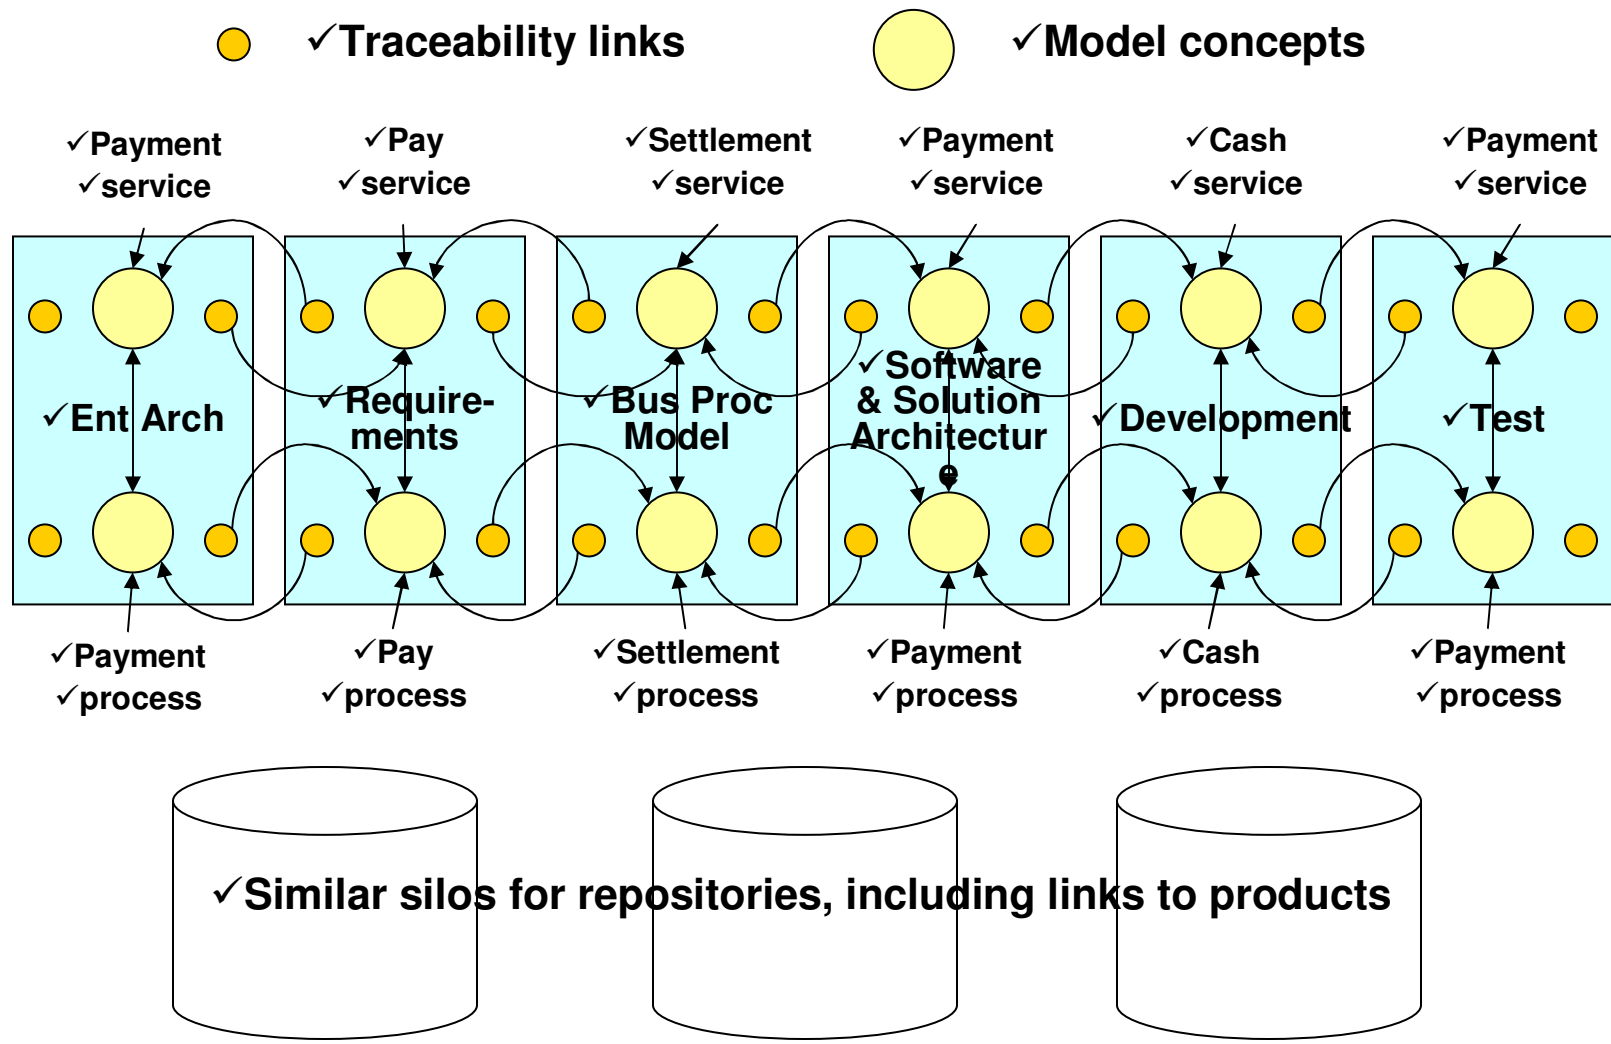 ✓Traceability links
✓Model concepts
✓Payment
✓service
✓Pay
✓service
✓Settlement
✓service
✓Payment
✓service
✓Cash
✓service
✓Payment
✓service
✓Ent Arch
✓Require-
ments
✓Bus Proc
Model
✓Software
& Solution
Architectur
e
✓Development
✓Test
✓Payment
✓process
✓Pay
✓process
✓Settlement
✓process
✓Payment
✓process
✓Cash
✓process
✓Payment
✓process
✓Similar silos for repositories, including links to products